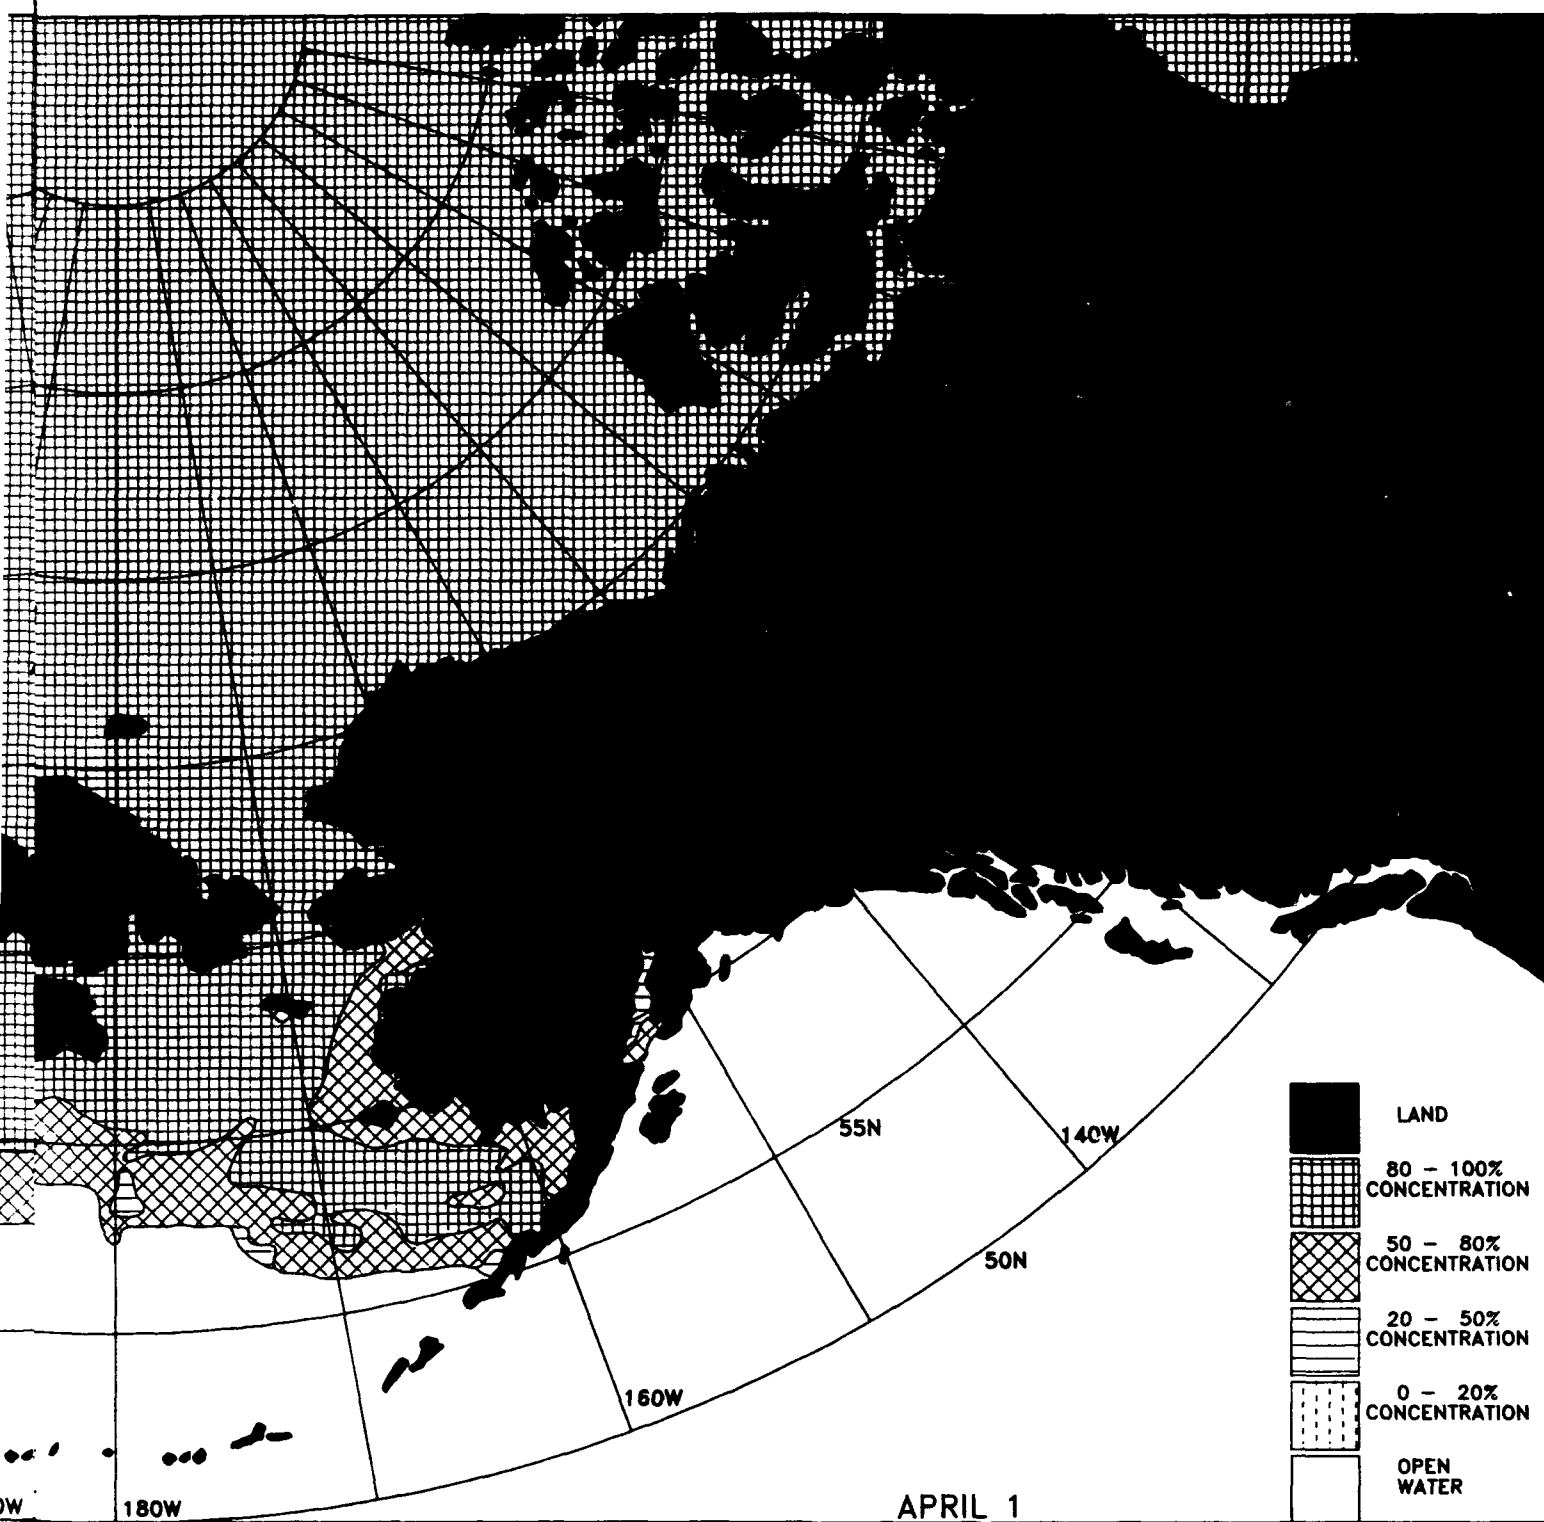 55N
140W
50N
160W
0W
180W
APRIL 1
LAND
80 - 100%
CONCENTRATION
50 - 80%
CONCENTRATION
20 - 50%
CONCENTRATION
0 - 20%
CONCENTRATION
OPEN
WATER